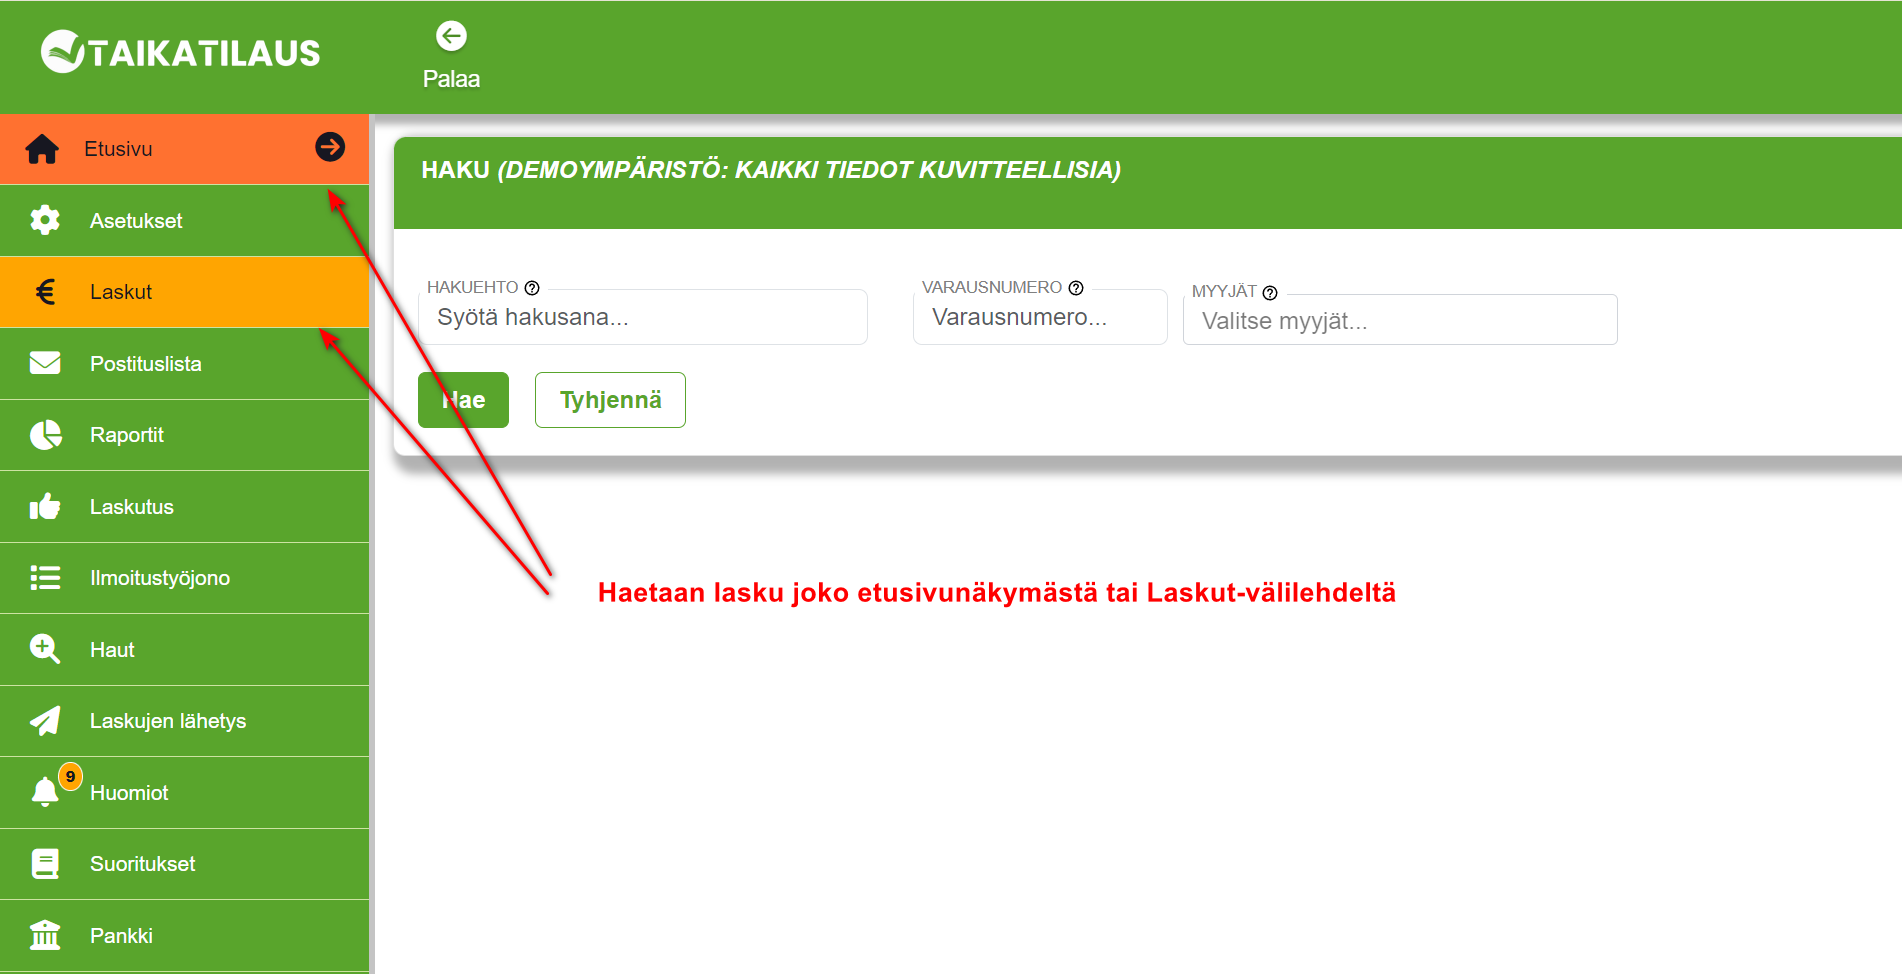 TAIKATILAUS
Palaa
Etusivu
Asetukset
€ Laskut
Postituslista
Raportit
Laskutus
Ilmoitustyöjono
Haut
Laskujen lähetys
9
Huomiot
Suoritukset
Pankki
HAKU (DEMOYMPÄRISTÖ: KAIKKI TIEDOT KUVITTEELLISIA)
HAKUEHTO ?
Syötä hakusana...
VARAUSNUMERO ?
Varausnumero...
MYYJÄT ?
Valitse myyjät...
Hae
Tyhjennä
Haetaan lasku joko etusivunäkymästä tai Laskut-välilehdeltä